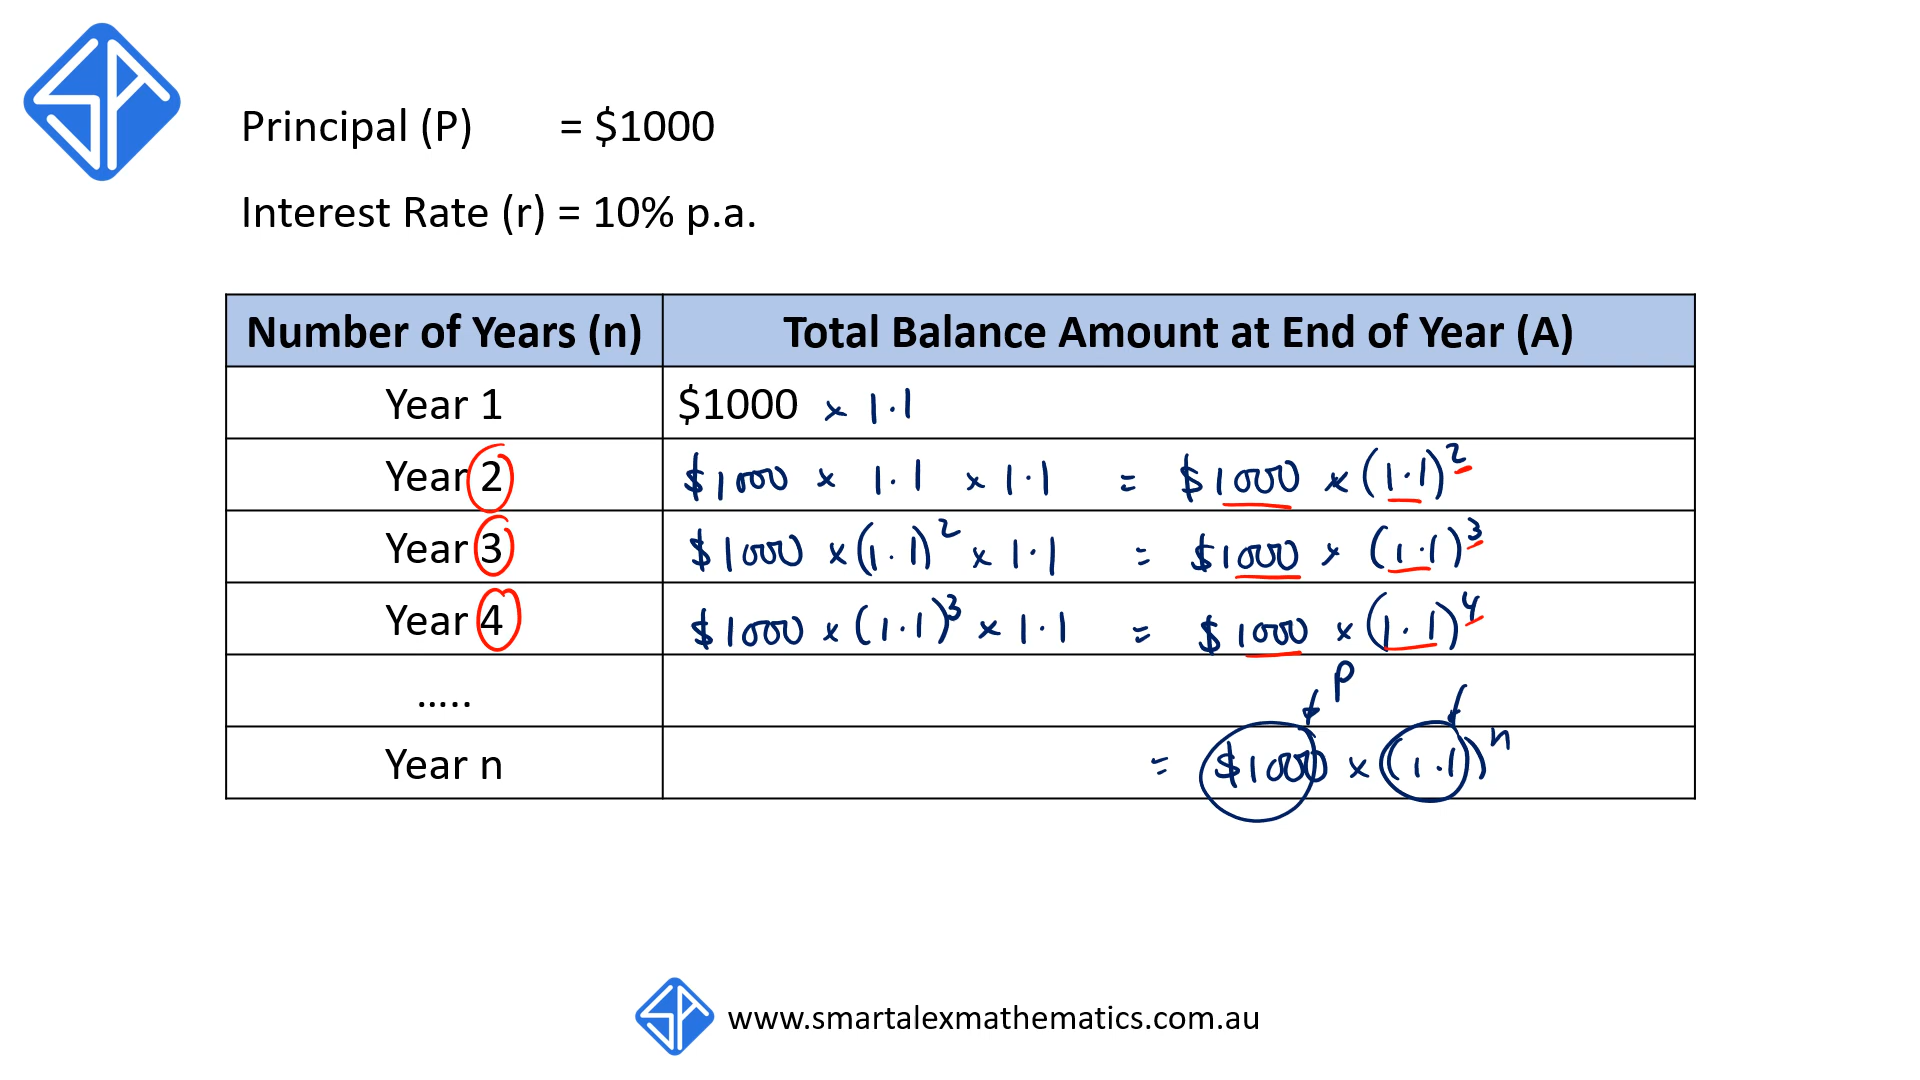 Principal (P) = $1000
Interest Rate (r) = 10% p.a.
Number of Years (n) Total Balance Amount at End of Year (A)
Year 1 $1000 × 1.1
Year 2 $1000 × 1.1 × 1.1 = $1000 × (1.1)²
Year 3 $1000 × (1.1)² × 1.1 = $1000 × (1.1)³
Year 4 $1000 × (1.1)³ × 1.1 = $1000 × (1.1)⁴
.....
P
Year n = $1000 × (1.1)ⁿ
www.smartalexmathematics.com.au